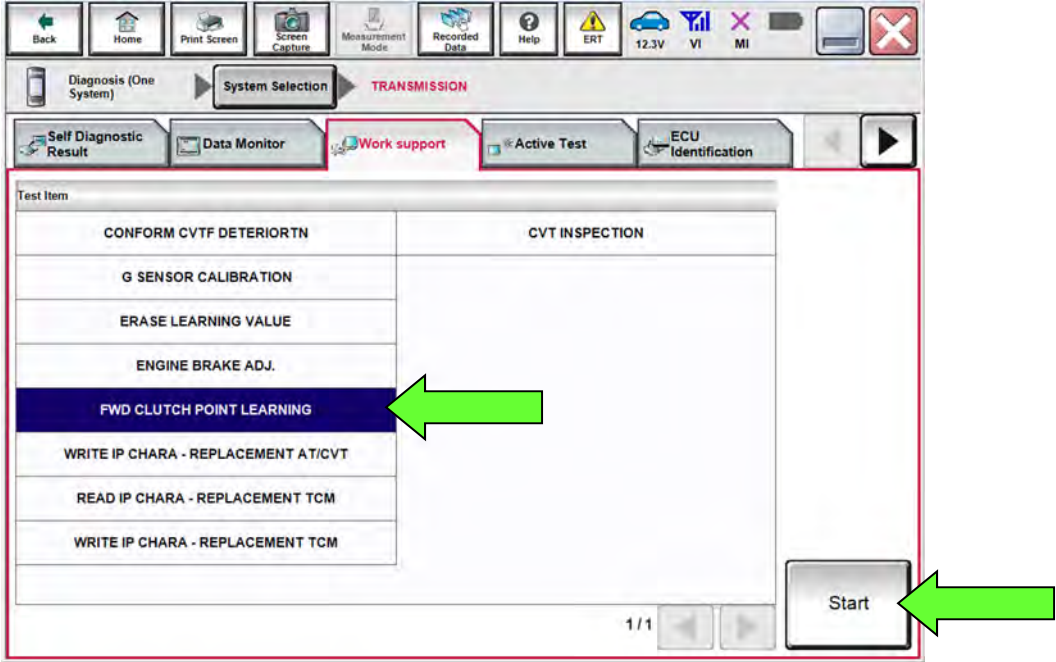 Back
Home
Print Screen
Screen
Capture
Measurement
Mode
Recorded
Data
Help
ERT
12.3V
VI
MI
Diagnosis (One
System)
System Selection
TRANSMISSION
Self Diagnostic
Result
Data Monitor
Work support
Active Test
ECU
Identification
Test Item
CONFORM CVTF DETERIORTN
CVT INSPECTION
G SENSOR CALIBRATION
ERASE LEARNING VALUE
ENGINE BRAKE ADJ.
FWD CLUTCH POINT LEARNING
WRITE IP CHARA - REPLACEMENT AT/CVT
READ IP CHARA - REPLACEMENT TCM
WRITE IP CHARA - REPLACEMENT TCM
Start
1/1